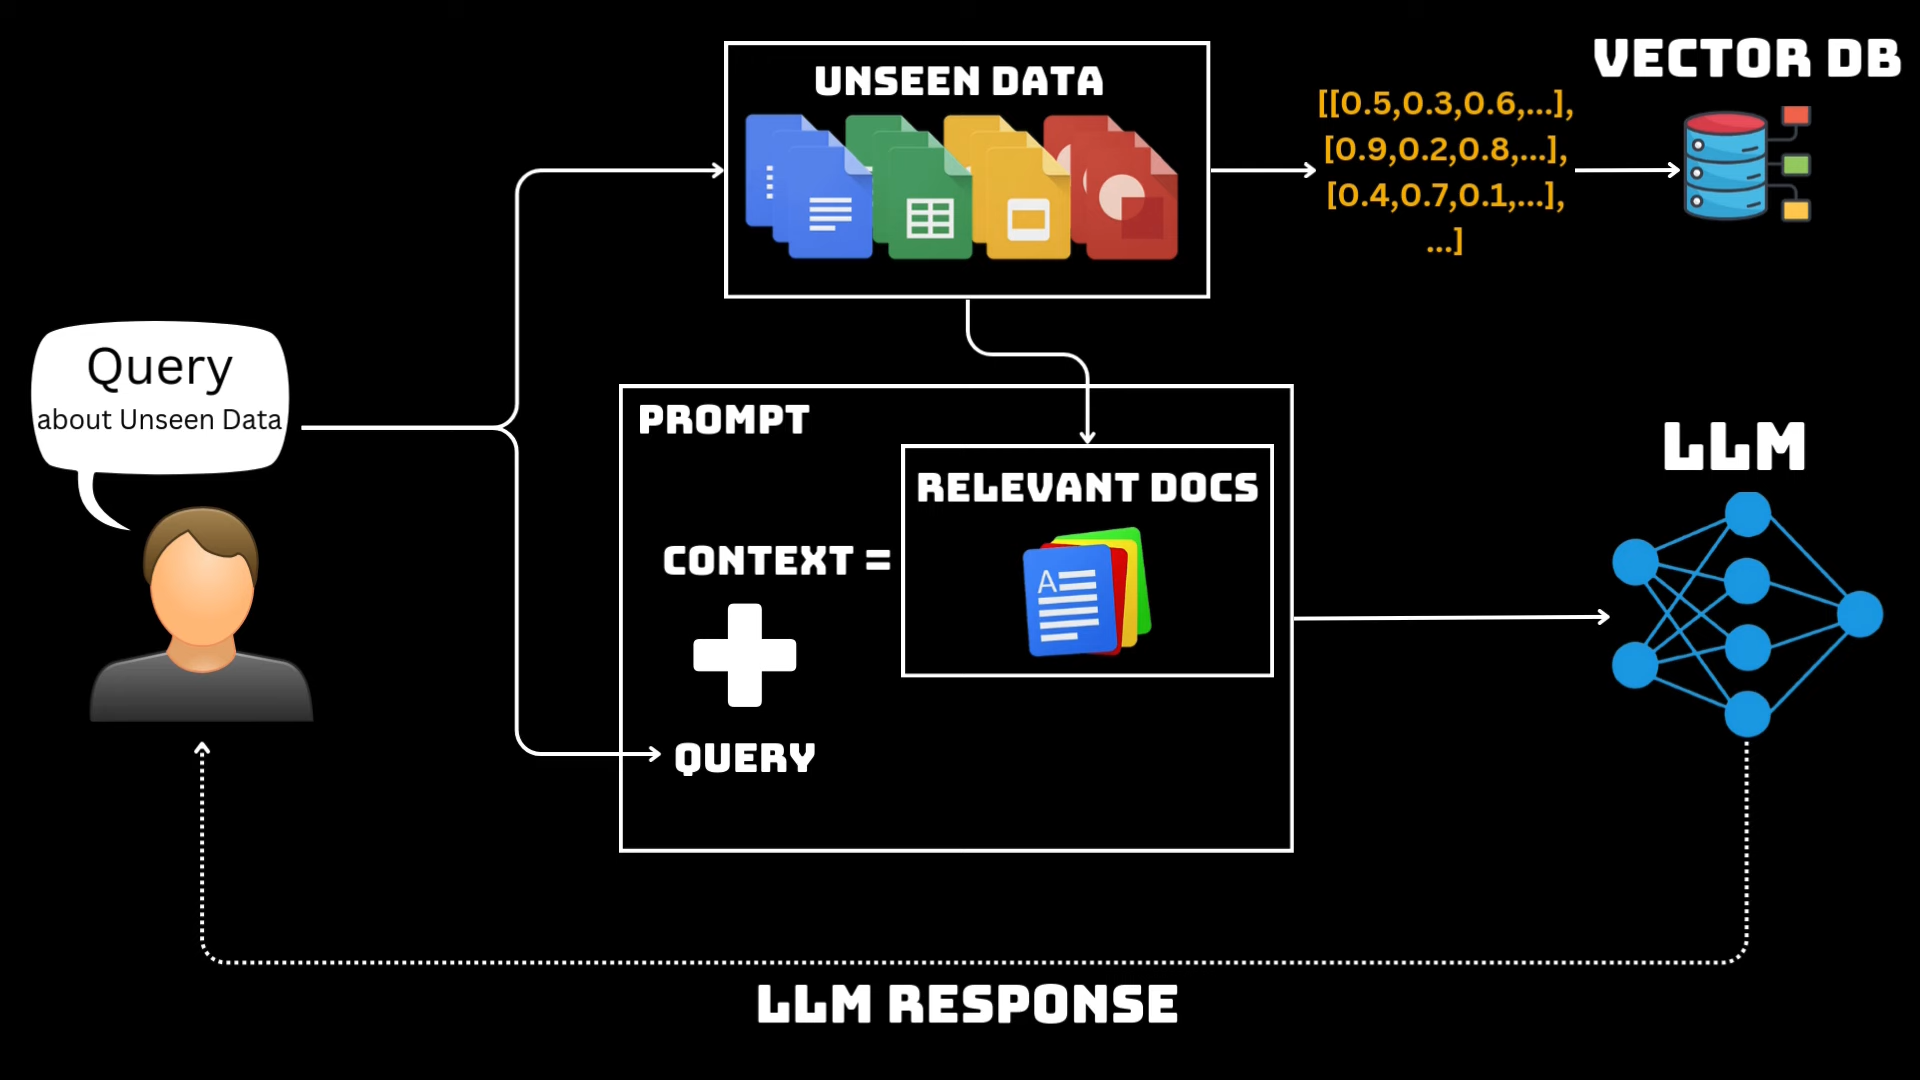 UNSEEN DATA
VECTOR DB
[[0.5,0.3,0.6,...],
[0.9,0.2,0.8,...],
[0.4,0.7,0.1,...],
...]
Query
about Unseen Data
PROMPT
RELEVANT DOCS
CONTEXT =
A
QUERY
LLM
LLM RESPONSE